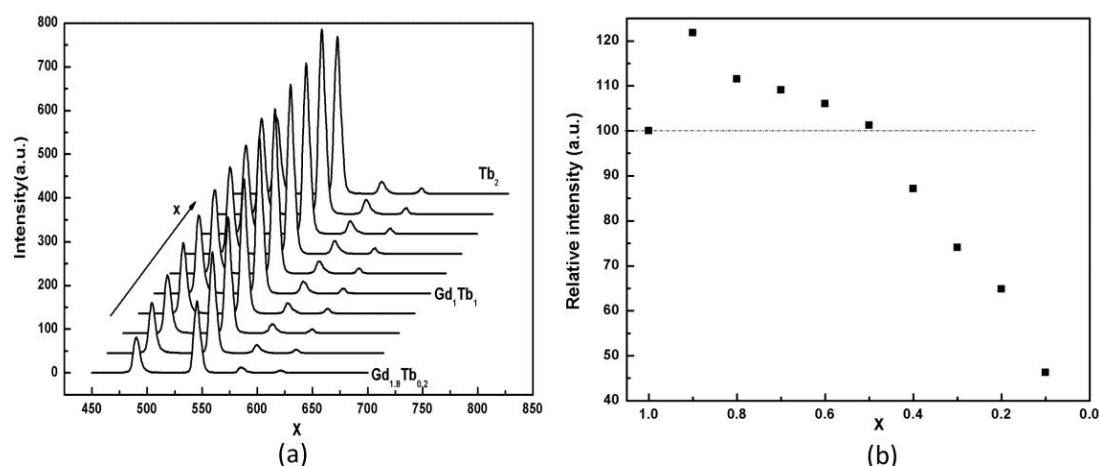 800
700
600
500
400
300
200
100
0
Intensity(a.u.)
x
Tb2
Gd1Tb1
Gd1.8Tb0.2
450 500 550 600 650 700 750 800 850
X
(a)
120
110
100
90
80
70
60
50
40
Relative intensity (a.u.)
1.0 0.8 0.6 0.4 0.2 0.0
X
(b)